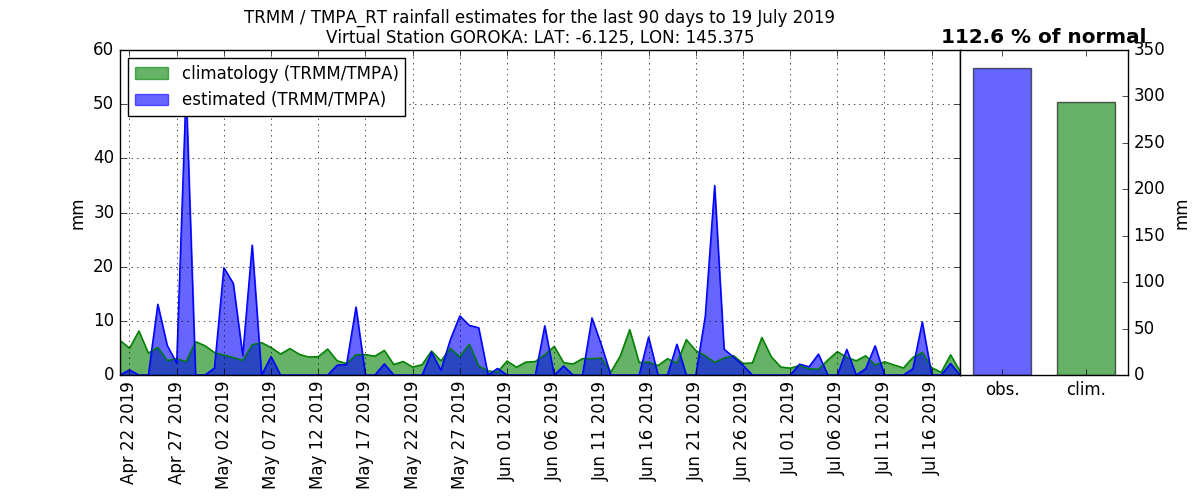 TRMM / TMPA_RT rainfall estimates for the last 90 days to 19 July 2019
Virtual Station GOROKA: LAT: -6.125, LON: 145.375
112.6 % of normal
climatology (TRMM/TMPA)
estimated (TRMM/TMPA)
mm
60
50
40
30
20
10
0
Apr 22 2019
Apr 27 2019
May 02 2019
May 07 2019
May 12 2019
May 17 2019
May 22 2019
May 27 2019
Jun 01 2019
Jun 06 2019
Jun 11 2019
Jun 16 2019
Jun 21 2019
Jun 26 2019
Jul 01 2019
Jul 06 2019
Jul 11 2019
Jul 16 2019
obs.
clim.
350
300
250
200
150
100
50
0
mm